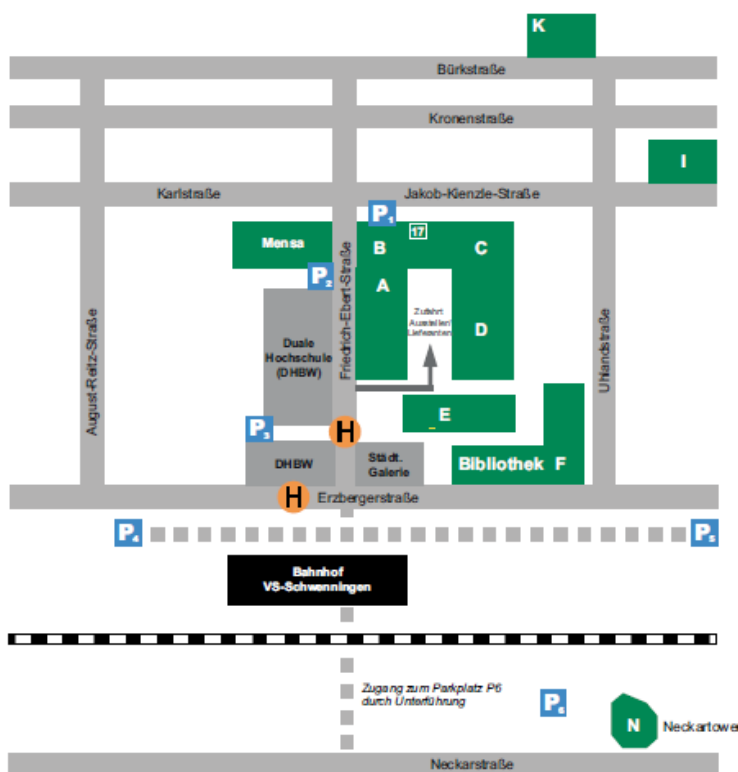 K
Bürkstraße
Kronenstraße
I
Karlstraße
Jakob-Kienzle-Straße
P1
Mensa
B
17
C
P2
A
Friedrich-Ebert-Straße
August-Reitz-Straße
Uhlandstraße
Zufahrt
Aussteller/
Lieferanten
Duale
Hochschule
(DHBW)
D
E
P3
H
DHBW
Städt.
Galerie
Bibliothek F
H
Erzbergerstraße
P4
P5
Bahnhof
VS-Schwenningen
Zugang zum Parkplatz P6
durch Unterführung
P6
N
Neckartower
Neckarstraße